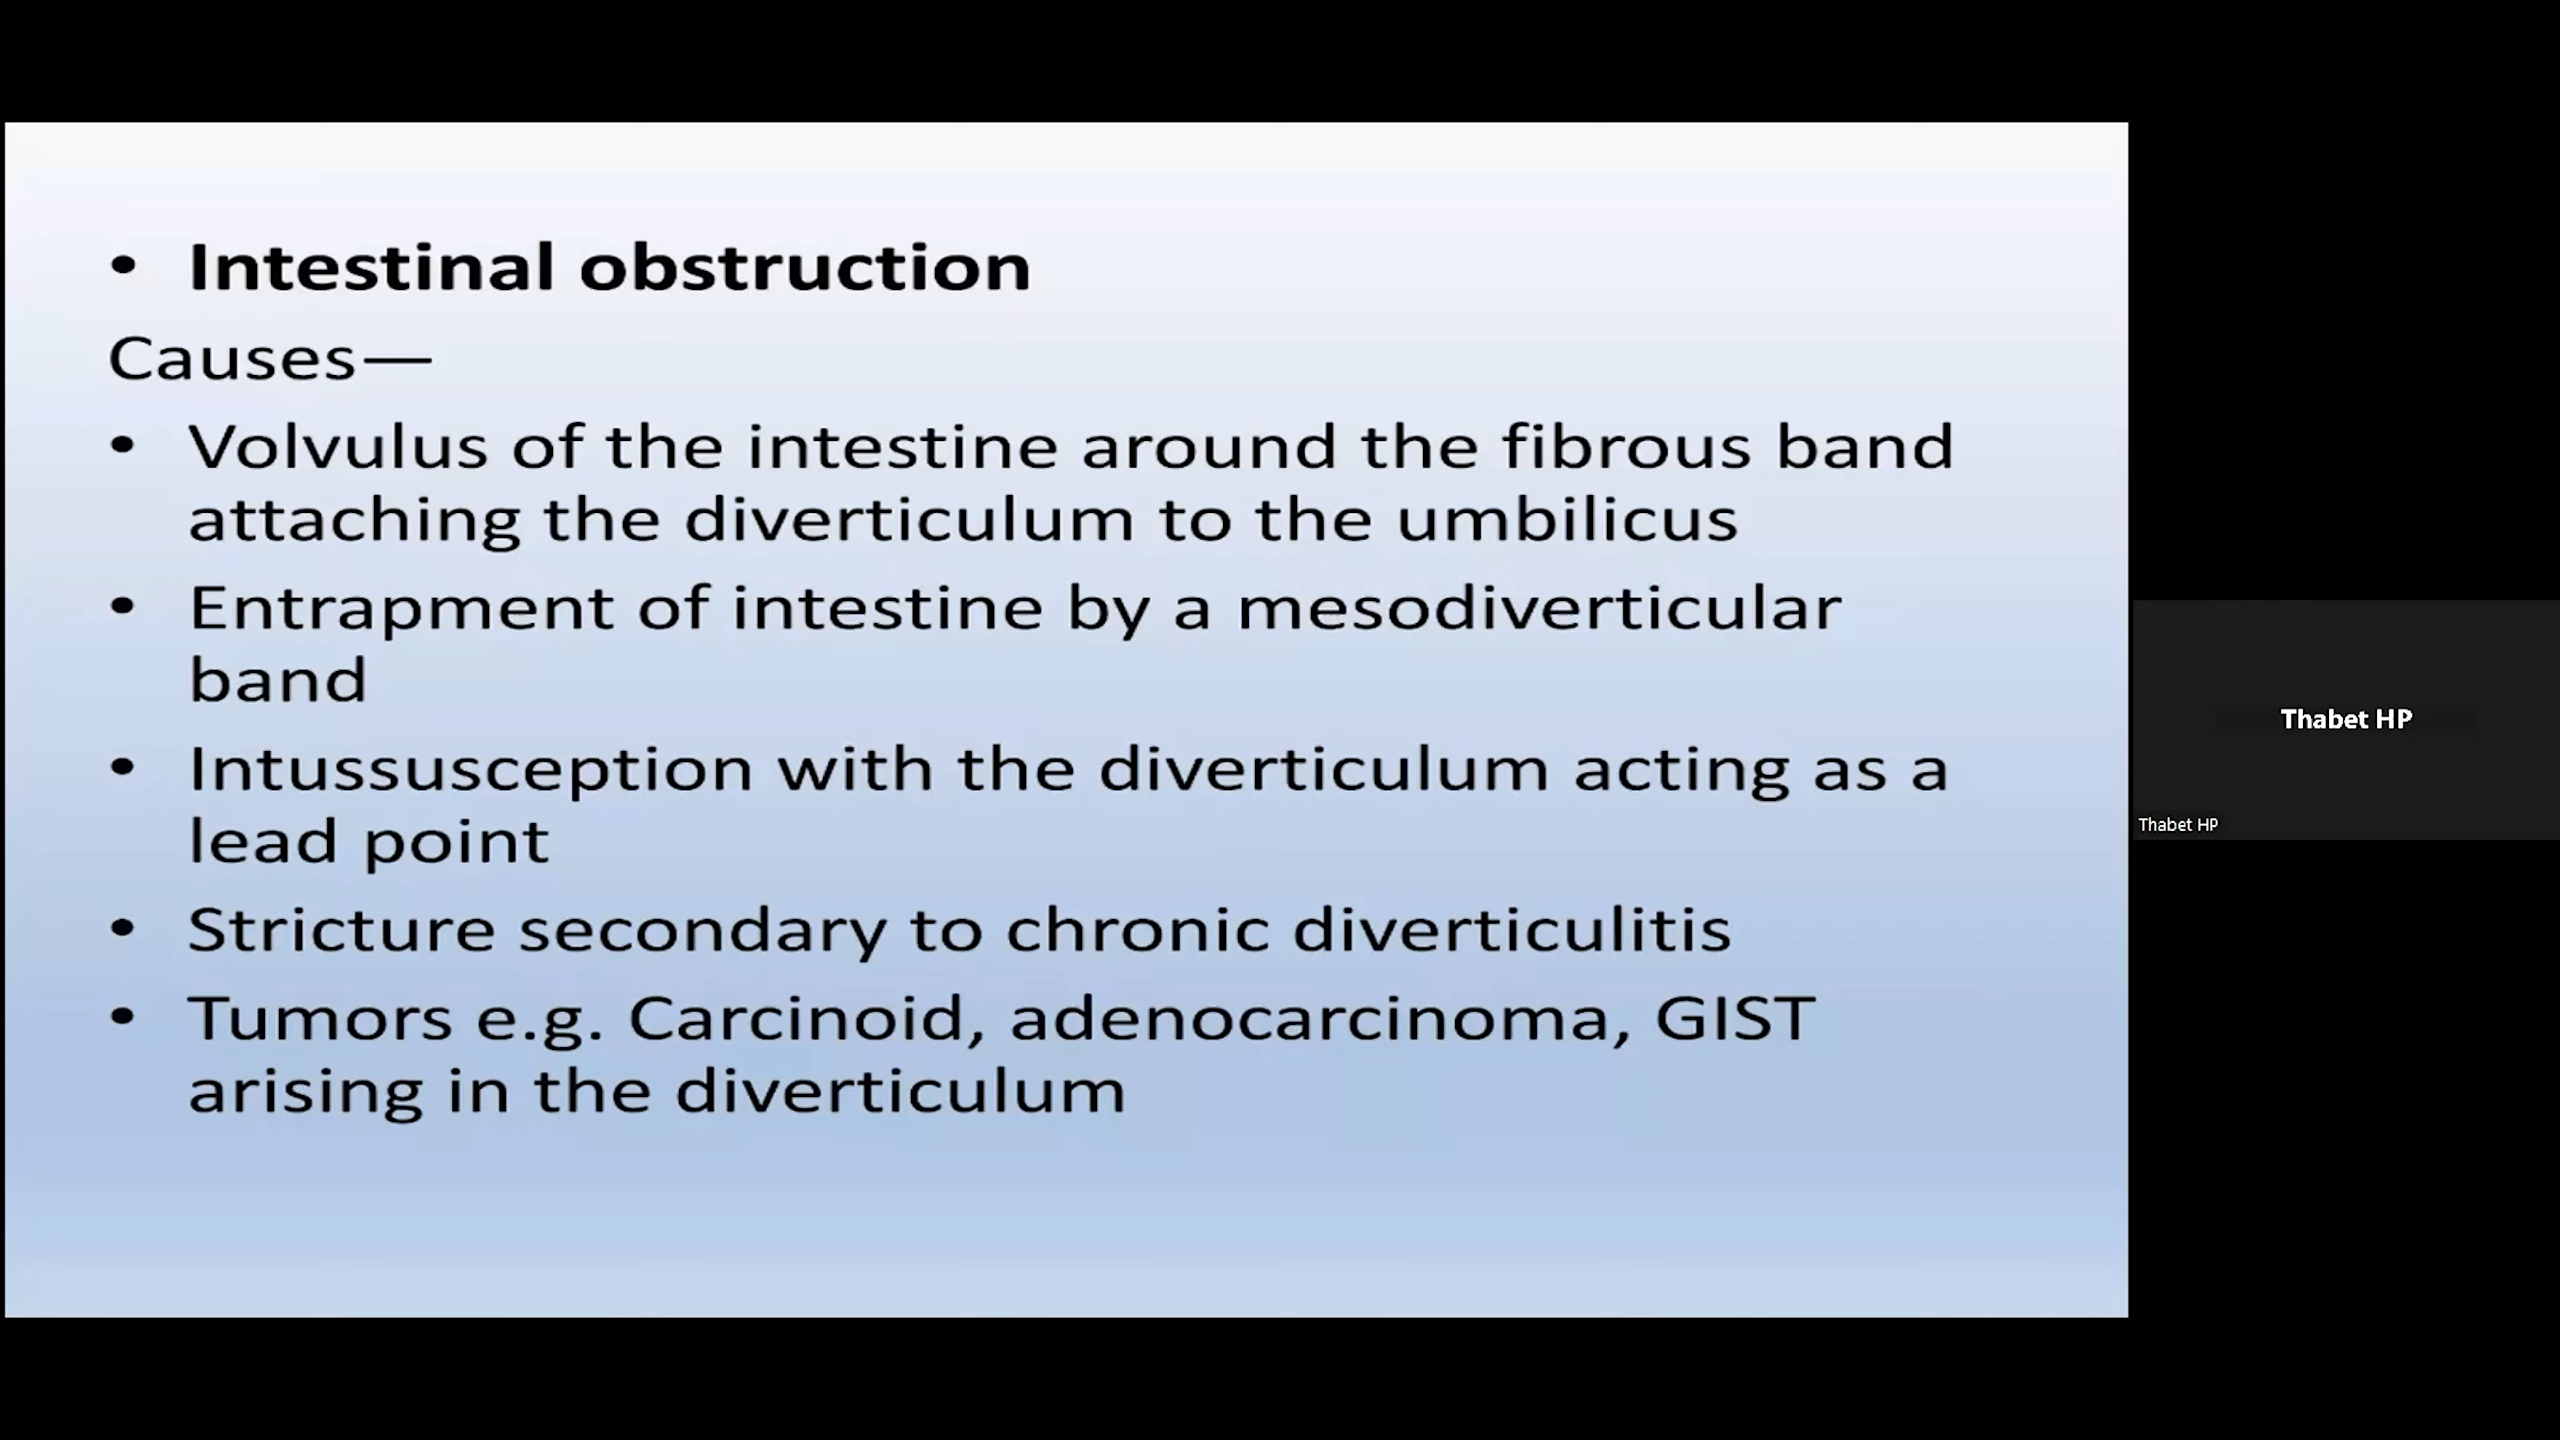 • Intestinal obstruction
Causes—
• Volvulus of the intestine around the fibrous band
attaching the diverticulum to the umbilicus
• Entrapment of intestine by a mesodiverticular
band
• Intussusception with the diverticulum acting as a
lead point
• Stricture secondary to chronic diverticulitis
• Tumors e.g. Carcinoid, adenocarcinoma, GIST
arising in the diverticulum
Thabet HP
Thabet HP